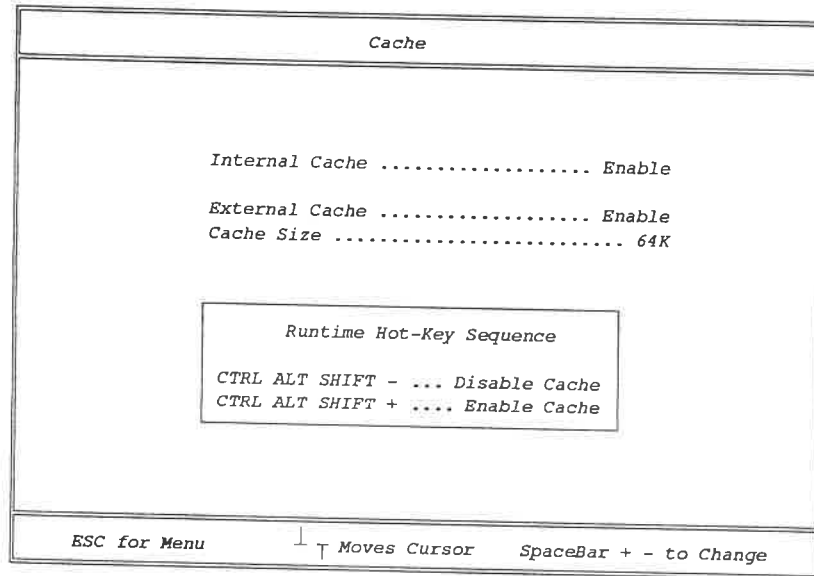 Cache
Internal Cache ................... Enable
External Cache ................... Enable
Cache Size .......................... 64K
Runtime Hot-Key Sequence
CTRL ALT SHIFT - ... Disable Cache
CTRL ALT SHIFT + .... Enable Cache
ESC for Menu ⊥ ┬ Moves Cursor SpaceBar + - to Change